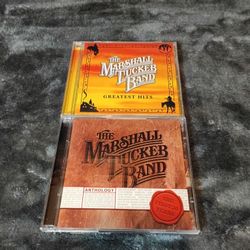 THE
MARSHALL
TUCKER
BAND
GREATEST HITS
THE
MARSHALL
TUCKER
BAND
ANTHOLOGY